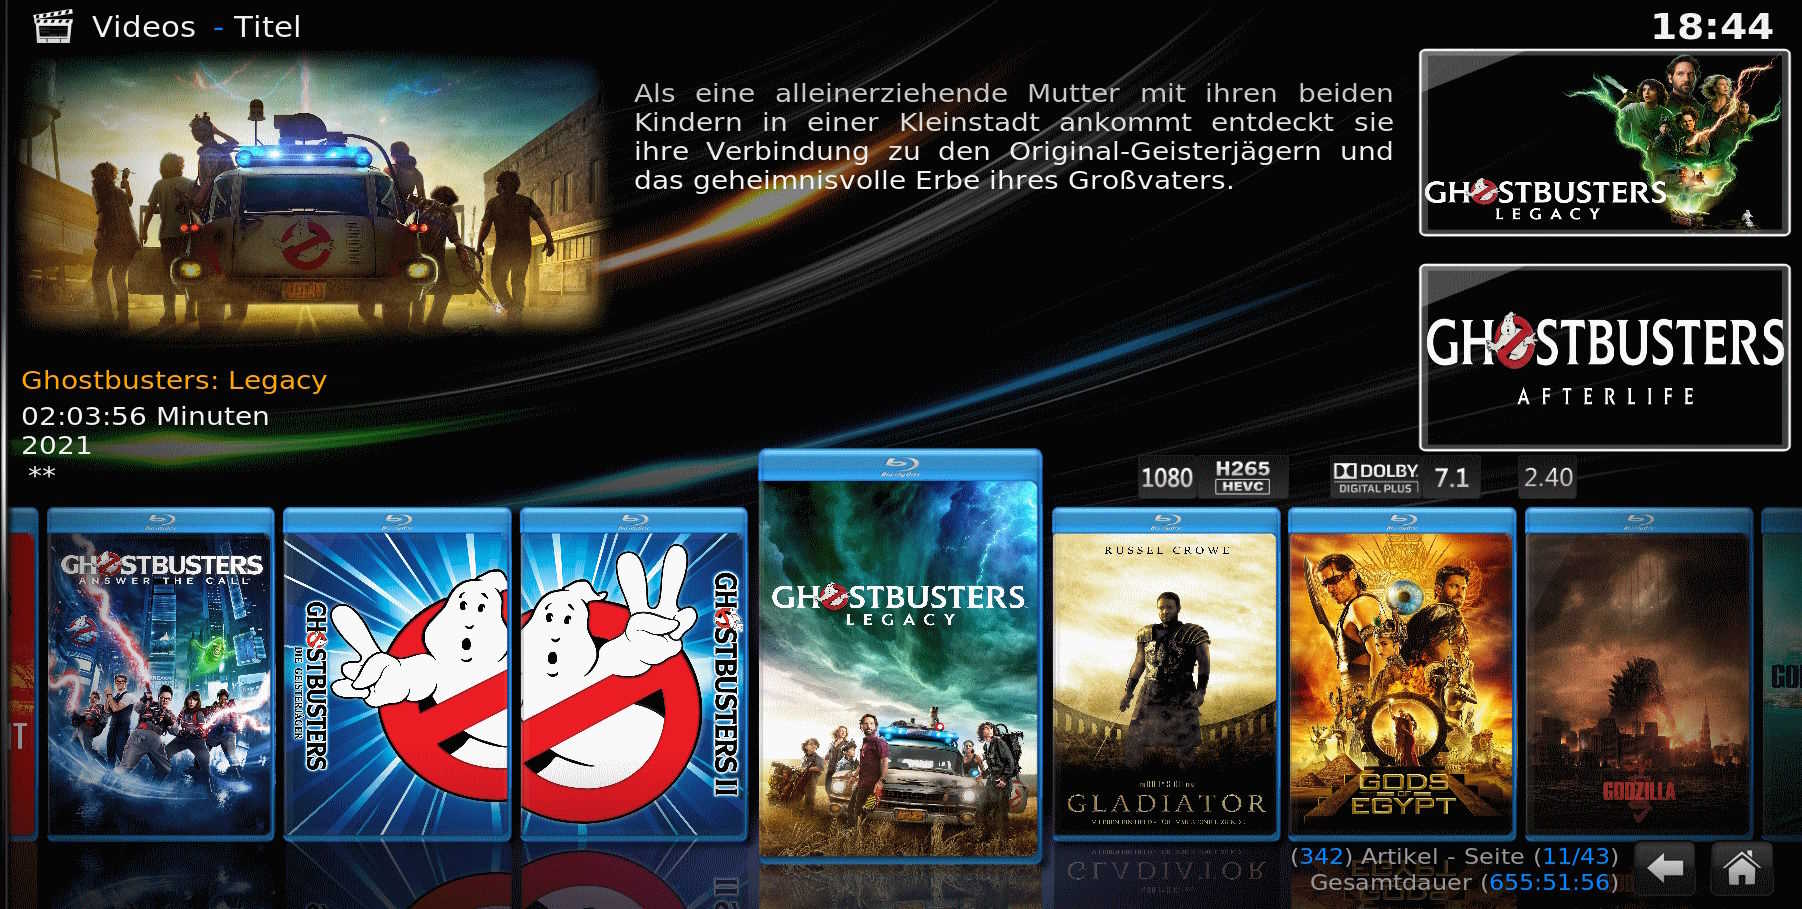 Videos - Titel
18:44
Als eine alleinerziehende Mutter mit ihren beiden
Kindern in einer Kleinstadt ankommt entdeckt sie
ihre Verbindung zu den Original-Geisterjägern und
das geheimnisvolle Erbe ihres Großvaters.
GHOSTBUSTERS
LEGACY
GHOSTBUSTERS
AFTERLIFE
Ghostbusters: Legacy
02:03:56 Minuten
2021
**
1080
H265
HEVC
DOLBY
DIGITAL PLUS
7.1
2.40
GHOSTBUSTERS
ANSWER THE CALL
GHOSTBUSTERS
DIE GEISTERJÄGER
GHOSTBUSTERS II
GHOSTBUSTERS
LEGACY
RUSSEL CROWE
GLADIATOR
GODS
OF
EGYPT
GODZILLA
(342) Artikel - Seite (11/43)
Gesamtdauer (655:51:56)